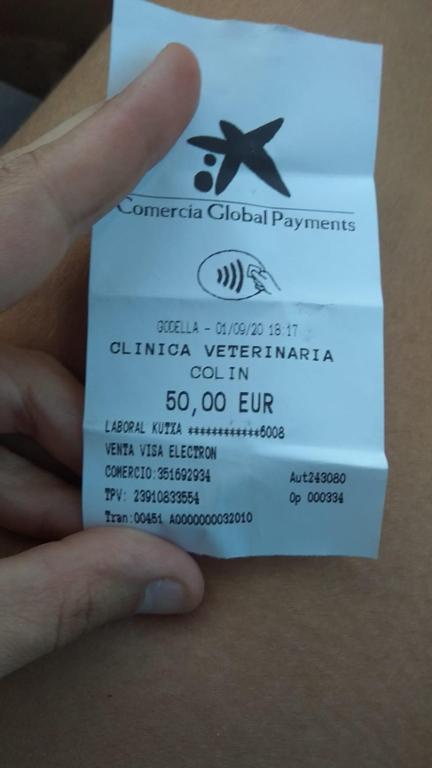 Comercia Global Payments
GODELLA - 01/09/20 18:17
CLINICA VETERINARIA
COLIN
50,00 EUR
LABORAL KUTXA ************6008
VENTA VISA ELECTRON
COMERCIO:351692934 Aut243080
TPV: 23910833554 Op 000334
Tran:00451 A0000000032010